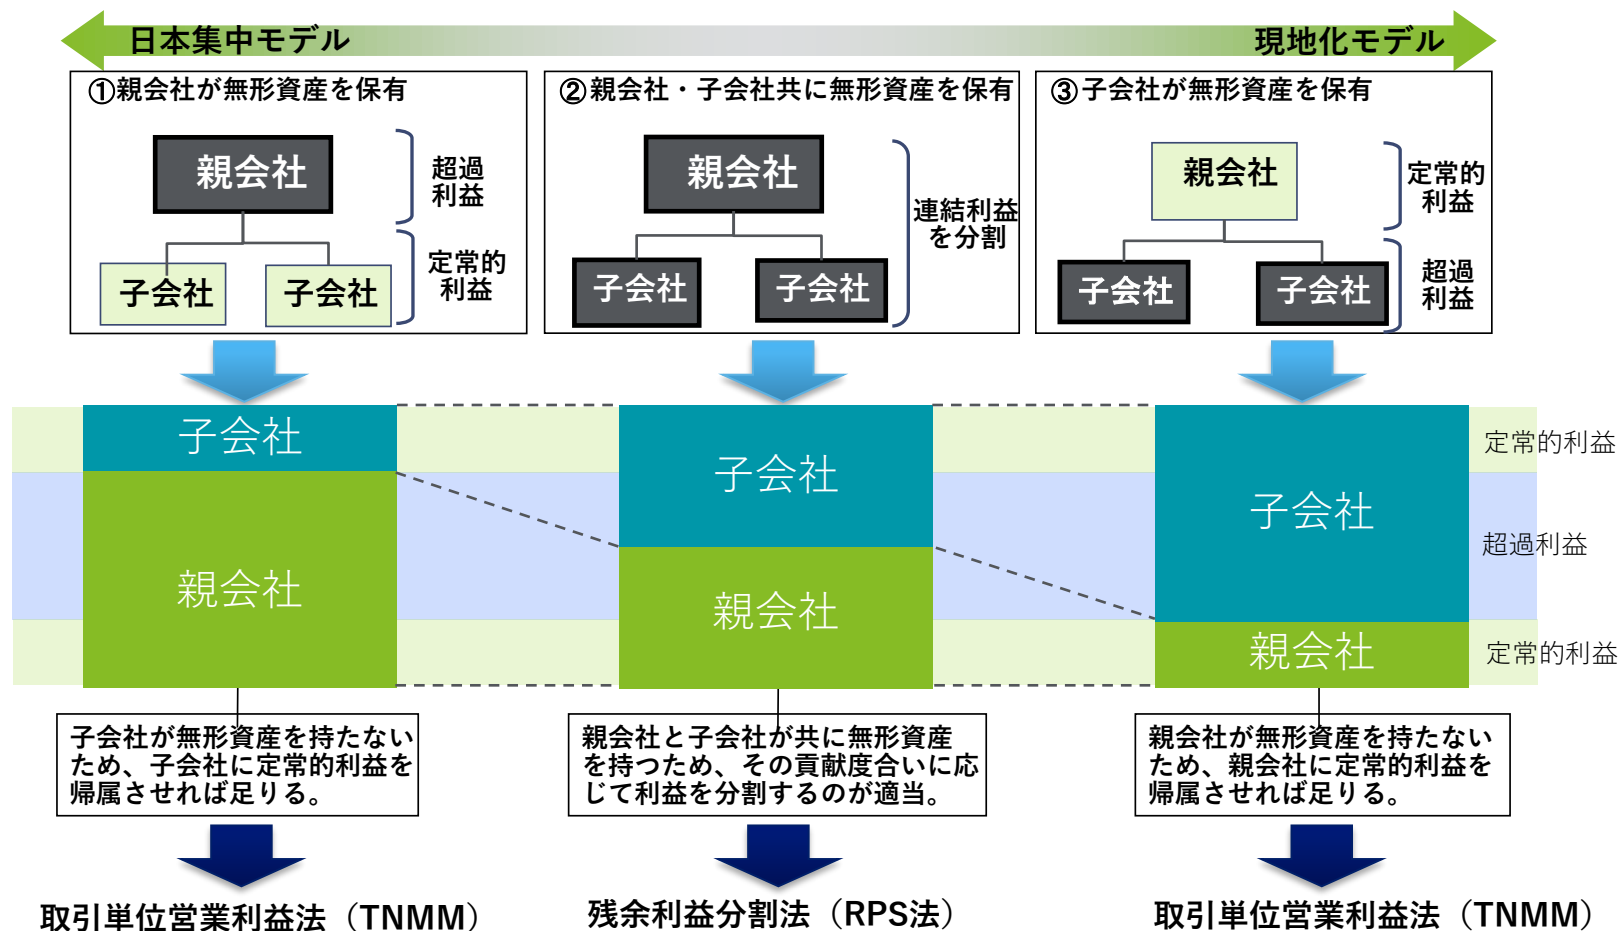 日本集中モデル
現地化モデル
①親会社が無形資産を保有
親会社
子会社
子会社
超過
利益
定常的
利益
②親会社・子会社共に無形資産を保有
親会社
子会社
子会社
連結利益
を分割
③子会社が無形資産を保有
親会社
子会社
子会社
定常的
利益
超過
利益
子会社
親会社
子会社
親会社
子会社
親会社
定常的利益
超過利益
定常的利益
子会社が無形資産を持たない
ため、子会社に定常的利益を
帰属させれば足りる。
親会社と子会社が共に無形資産
を持つため、その貢献度合いに応
じて利益を分割するのが適当。
親会社が無形資産を持たない
ため、親会社に定常的利益を
帰属させれば足りる。
取引単位営業利益法（TNMM）
残余利益分割法（RPS法）
取引単位営業利益法（TNMM）